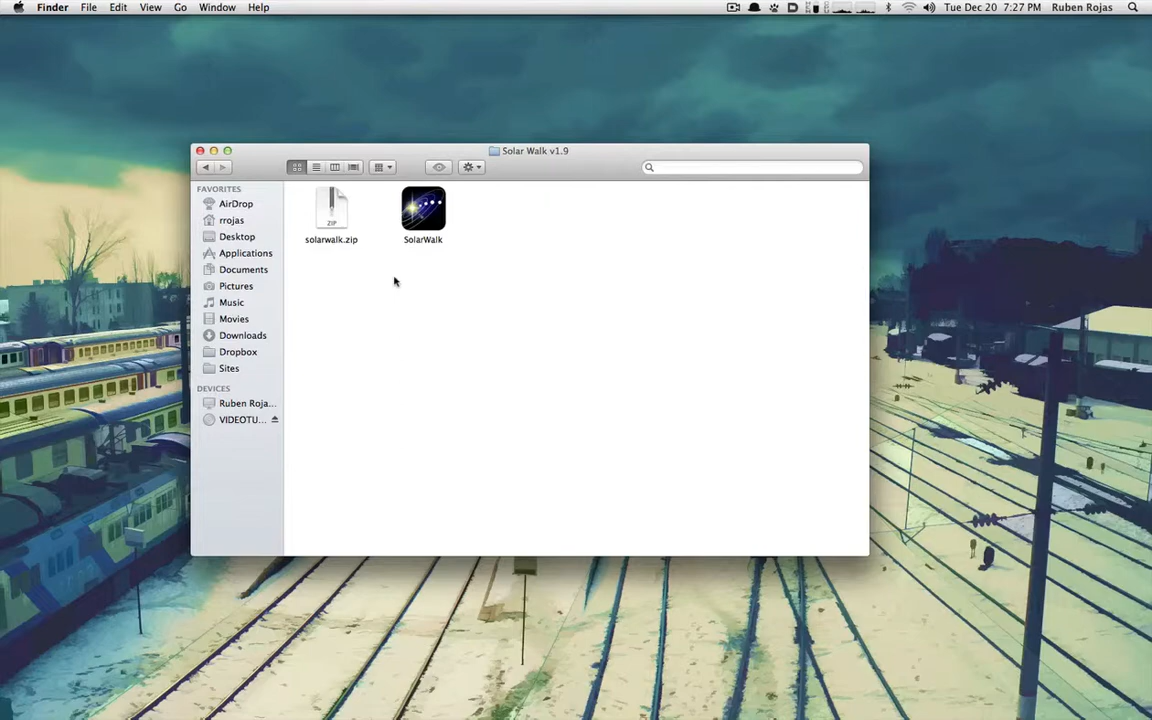 Finder File Edit View Go Window Help Tue Dec 20 7:27 PM Ruben Rojas
Solar Walk v1.9
FAVORITES
AirDrop
rrojas
Desktop
Applications
Documents
Pictures
Music
Movies
Downloads
Dropbox
Sites
DEVICES
Ruben Roja...
VIDEOTU...
ZIP
solarwalk.zip
SolarWalk